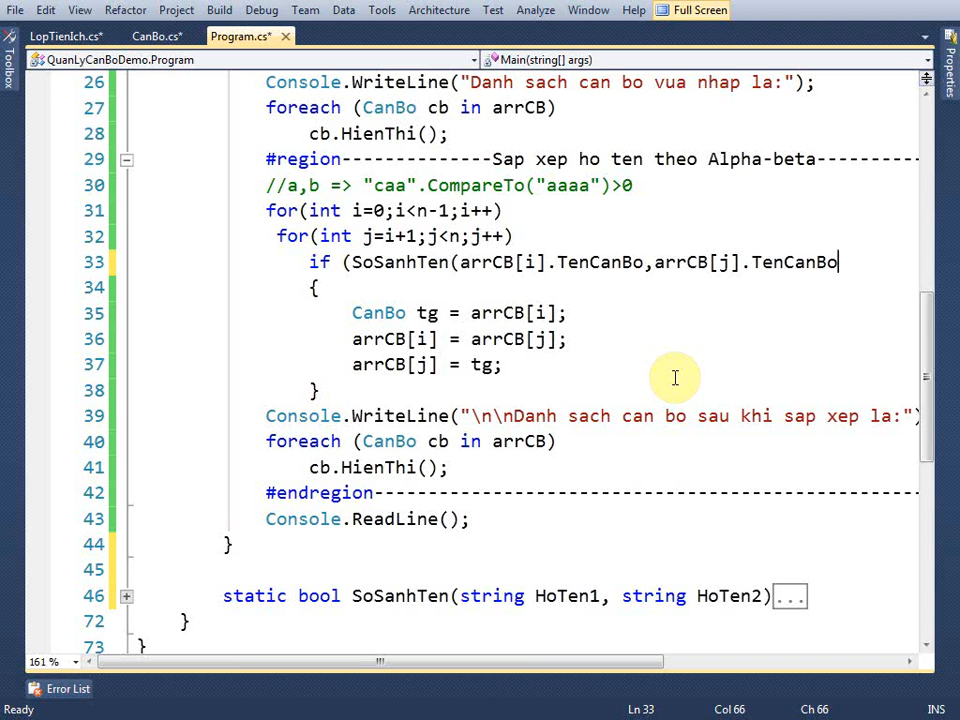 File Edit View Refactor Project Build Debug Team Data Tools Architecture Test Analyze Window Help Full Screen
LopTienIch.cs* CanBo.cs* Program.cs*
Toolbox
Properties
QuanLyCanBoDemo.Program Main(string[] args)
26 Console.WriteLine("Danh sach can bo vua nhap la:");
27 foreach (CanBo cb in arrCB)
28 cb.HienThi();
29 #region--------------Sap xep ho ten theo Alpha-beta----------
30 //a,b => "caa".CompareTo("aaaa")>0
31 for(int i=0;i<n-1;i++)
32 for(int j=i+1;j<n;j++)
33 if (SoSanhTen(arrCB[i].TenCanBo,arrCB[j].TenCanBo
34 {
35 CanBo tg = arrCB[i];
36 arrCB[i] = arrCB[j];
37 arrCB[j] = tg;
38 }
39 Console.WriteLine("\n\nDanh sach can bo sau khi sap xep la:")
40 foreach (CanBo cb in arrCB)
41 cb.HienThi();
42 #endregion---------------------------------------------------
43 Console.ReadLine();
44 }
45
46 static bool SoSanhTen(string HoTen1, string HoTen2)...
72 }
73 }
161 %
Error List
Ready Ln 33 Col 66 Ch 66 INS